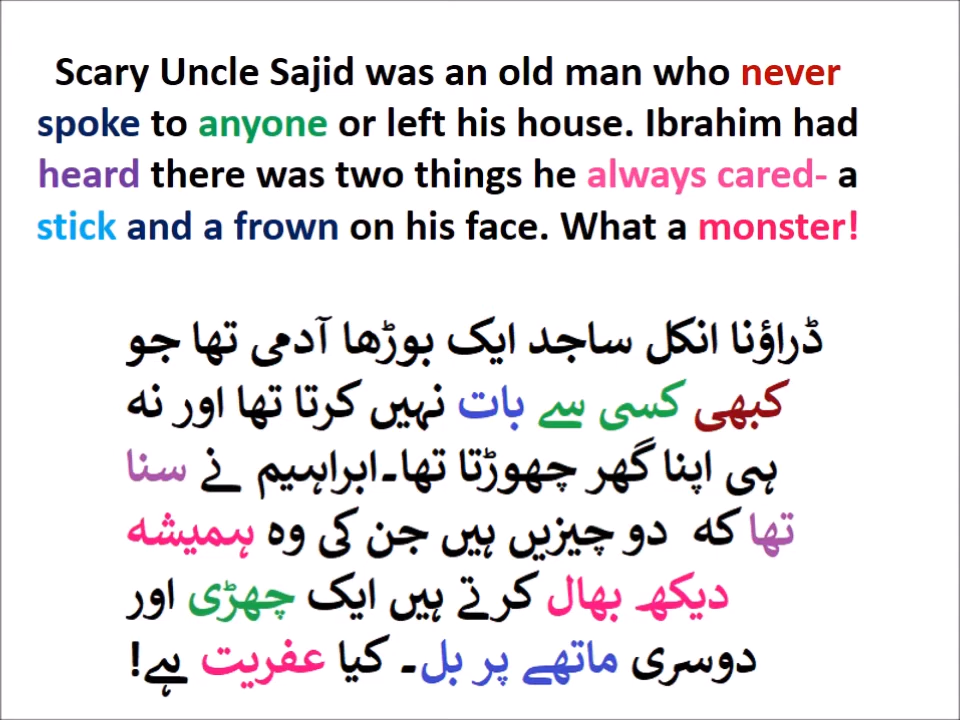 Scary Uncle Sajid was an old man who never
spoke to anyone or left his house. Ibrahim had
heard there was two things he always cared- a
stick and a frown on his face. What a monster!
ڈراؤنا انکل ساجد ایک بوڑھا آدمی تھا جو
کبھی کسی سے بات نہیں کرتا تھا اور نہ
ہی اپنا گھر چھوڑتا تھا۔ابراہیم نے سنا
تھا کہ دو چیزیں ہیں جن کی وہ ہمیشہ
دیکھ بھال کرتے ہیں ایک چھڑی اور
دوسری ماتھے پر بل۔ کیا عفریت ہے!